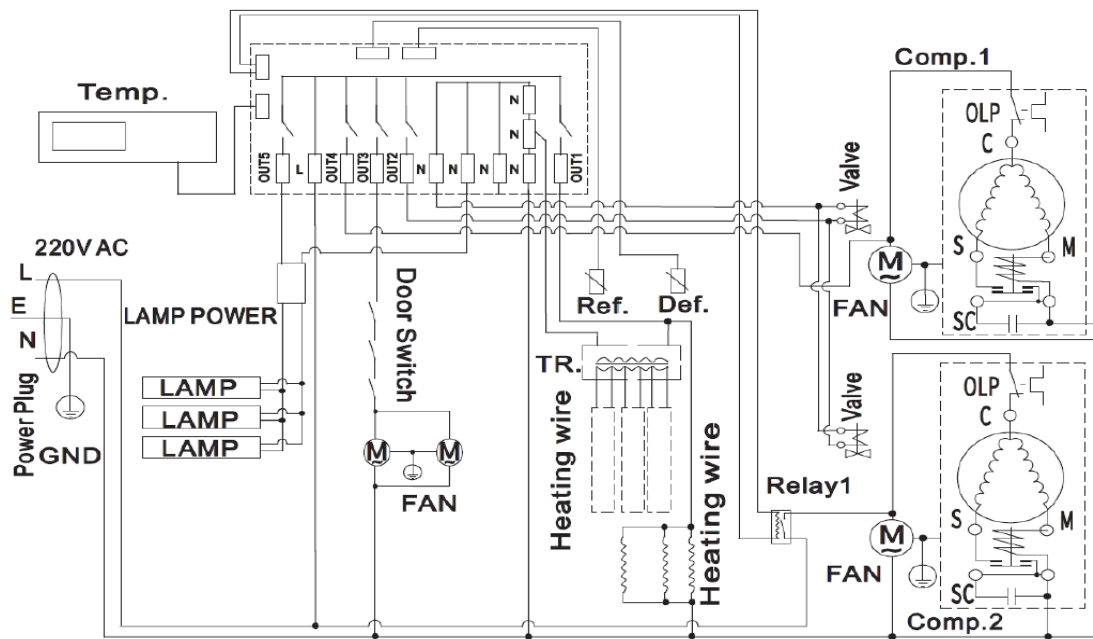 Comp.1
Temp.
OLP
C
N
N
OUT5
L
OUT4
OUT3
OUT2
N
N
N
N
OUT1
Valve
S
M
220V AC
L
E
N
Power Plug
GND
LAMP POWER
Door Switch
Ref.
Def.
M
FAN
SC
TR.
LAMP
LAMP
LAMP
M
M
FAN
Heating wire
Heating wire
Valve
OLP
C
Relay1
S
M
M
FAN
SC
Comp.2